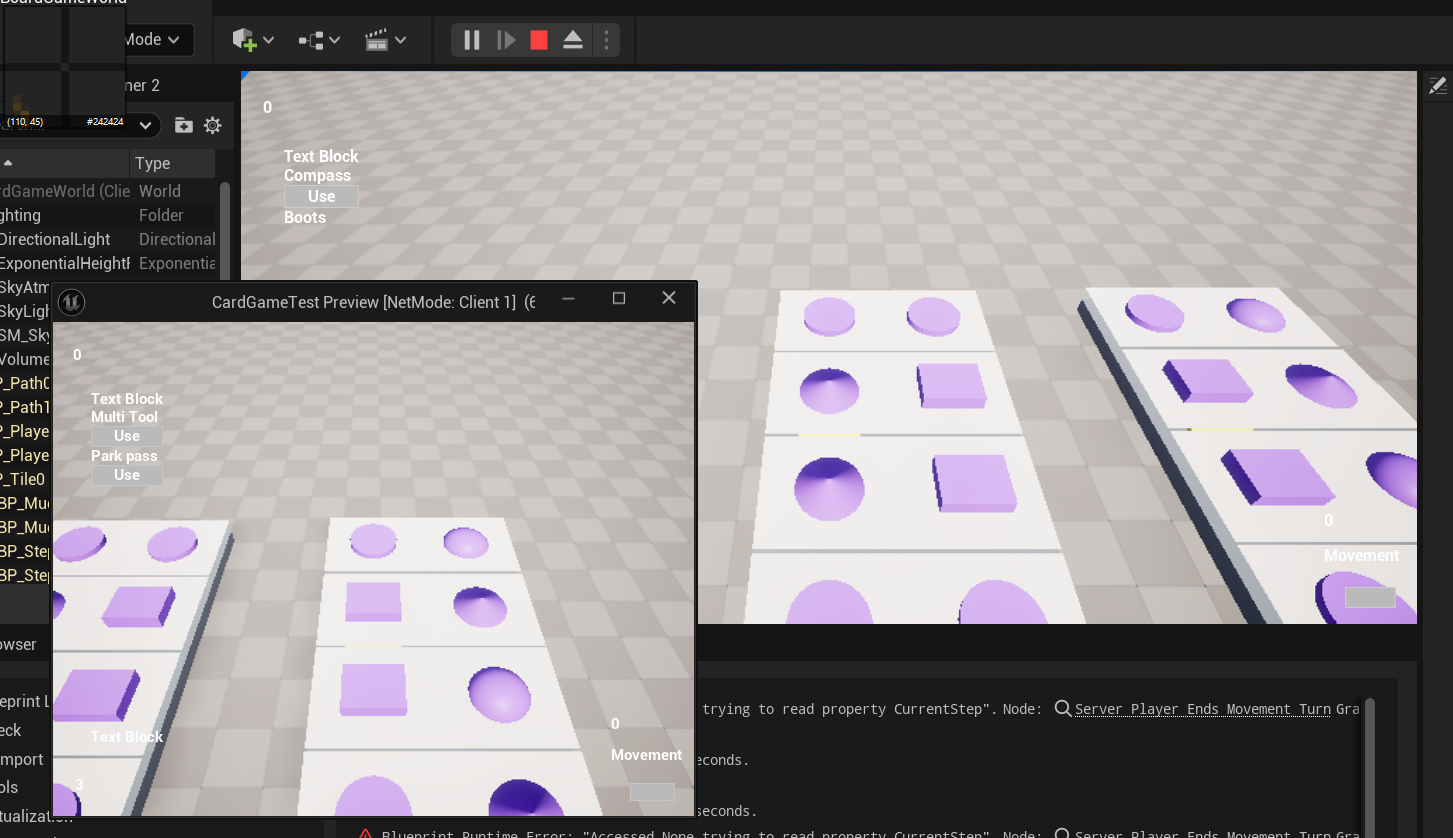 BoardGameWorld
Mode
ner 2
(110, 45)
#242424
Type
rdGameWorld (Clie
World
ghting
Folder
DirectionalLight
Directional
ExponentialHeightF
Exponentia
SkyAtm
SkyLigh
SM_Sky
Volume
P_Path0
P_Path1
P_Playe
P_Playe
P_Tile0
BP_Mu
BP_Mu
BP_Step
BP_Step
owser
eprint L
eck
mport
ols
tualization
0
Text Block
Compass
Use
Boots
0
Movement
CardGameTest Preview [NetMode: Client 1] (6
0
Text Block
Multi Tool
Use
Park pass
Use
Text Block
3
0
Movement
trying to read property CurrentStep". Node: Server Player Ends Movement Turn Gra
econds.
seconds.
Blueprint Runtime Error: "Accessed None trying to read property CurrentStep". Node: Server Player Ends Movement Turn Gra